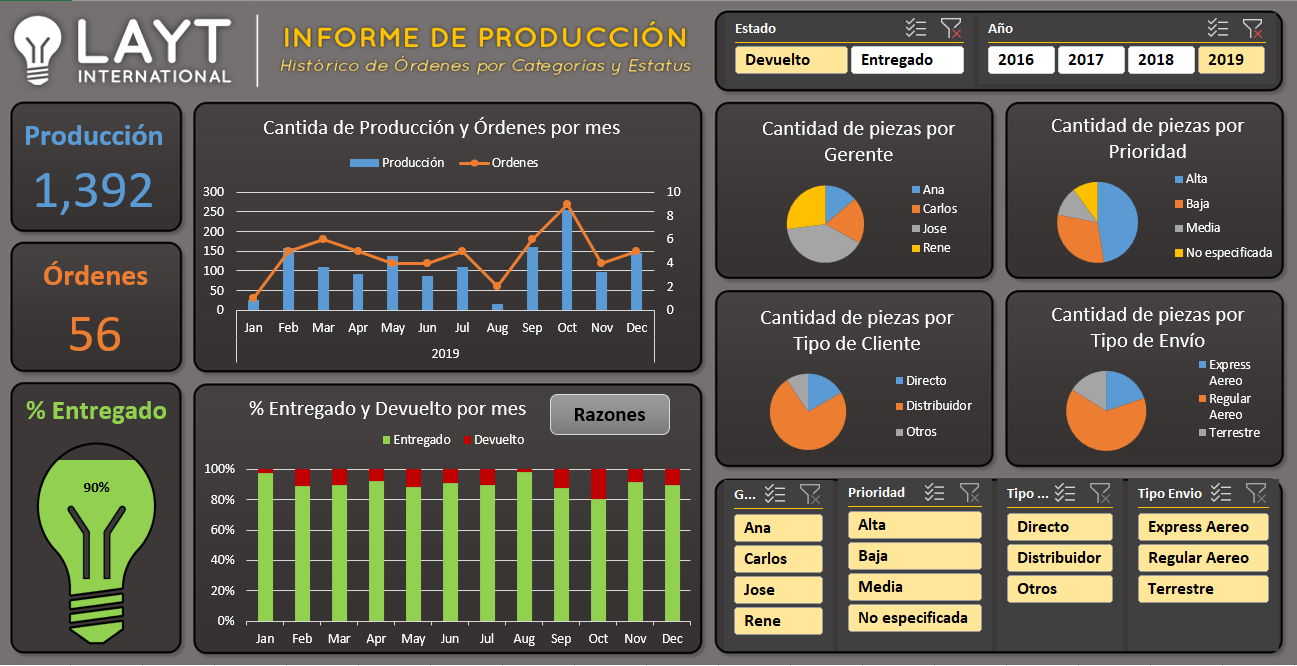 LAYT
INTERNATIONAL
INFORME DE PRODUCCIÓN
Histórico de Órdenes por Categorías y Estatus
Estado
Devuelto Entregado
Año
2016 2017 2018 2019
Producción
1,392
Órdenes
56
% Entregado
90%
Cantida de Producción y Órdenes por mes
Producción Ordenes
300 10
250 8
200 6
150
100 4
50 2
0 0
Jan Feb Mar Apr May Jun Jul Aug Sep Oct Nov Dec
2019
% Entregado y Devuelto por mes
Razones
Entregado Devuelto
100%
80%
60%
40%
20%
0%
Jan Feb Mar Apr May Jun Jul Aug Sep Oct Nov Dec
Cantidad de piezas por
Gerente
Ana
Carlos
Jose
Rene
Cantidad de piezas por
Prioridad
Alta
Baja
Media
No especificada
Cantidad de piezas por
Tipo de Cliente
Directo
Distribuidor
Otros
Cantidad de piezas por
Tipo de Envío
Express
Aereo
Regular
Aereo
Terrestre
G...
Ana
Carlos
Jose
Rene
Prioridad
Alta
Baja
Media
No especificada
Tipo ...
Directo
Distribuidor
Otros
Tipo Envio
Express Aereo
Regular Aereo
Terrestre